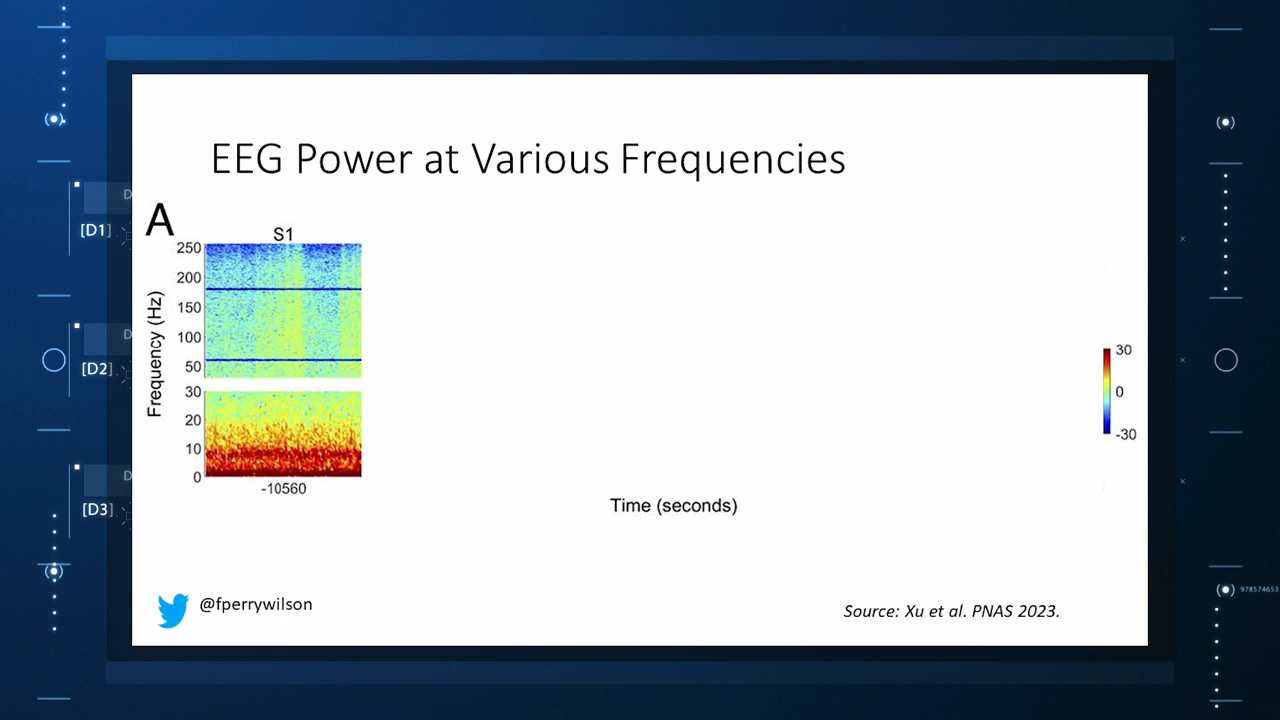 EEG Power at Various Frequencies
A
S1
250
200
150
100
50
30
20
10
0
Frequency (Hz)
-10560
Time (seconds)
30
0
-30
@fperrywilson
Source: Xu et al. PNAS 2023.
D
[D1]
D
[D2]
D
[D3]